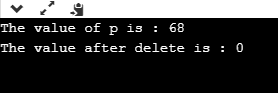 The value of p is : 68
The value after delete is : 0